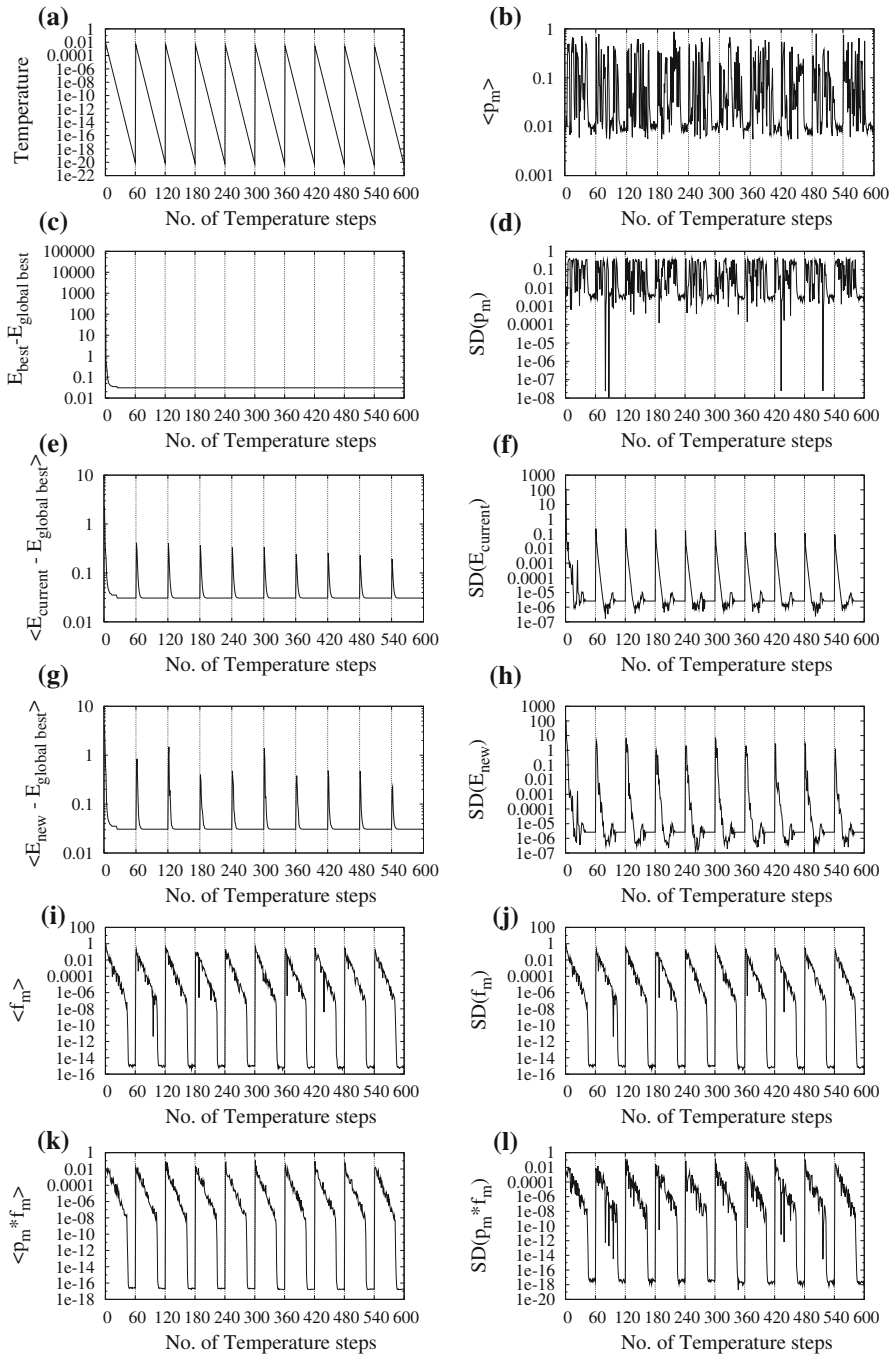 (a)
1
0.01
0.0001
1e-06
1e-08
1e-10
1e-12
1e-14
1e-16
1e-18
1e-20
1e-22
Temperature
0 60 120 180 240 300 360 420 480 540 600
No. of Temperature steps
(b)
1
0.1
0.01
0.001
<p_m>
0 60 120 180 240 300 360 420 480 540 600
No. of Temperature steps
(c)
100000
10000
1000
100
10
1
0.1
0.01
E_best-E_global best
0 60 120 180 240 300 360 420 480 540 600
No. of Temperature steps
(d)
1
0.1
0.01
0.001
0.0001
1e-05
1e-06
1e-07
1e-08
SD(p_m)
0 60 120 180 240 300 360 420 480 540 600
No. of Temperature steps
(e)
10
1
0.1
0.01
<E_current - E_global best>
0 60 120 180 240 300 360 420 480 540 600
No. of Temperature steps
(f)
1000
100
10
1
0.1
0.01
0.001
0.0001
1e-05
1e-06
1e-07
SD(E_current)
0 60 120 180 240 300 360 420 480 540 600
No. of Temperature steps
(g)
10
1
0.1
0.01
<E_new - E_global best>
0 60 120 180 240 300 360 420 480 540 600
No. of Temperature steps
(h)
1000
100
10
1
0.1
0.01
0.001
0.0001
1e-05
1e-06
1e-07
SD(E_new)
0 60 120 180 240 300 360 420 480 540 600
No. of Temperature steps
(i)
100
1
0.01
0.0001
1e-06
1e-08
1e-10
1e-12
1e-14
1e-16
<f_m>
0 60 120 180 240 300 360 420 480 540 600
No. of Temperature steps
(j)
100
1
0.01
0.0001
1e-06
1e-08
1e-10
1e-12
1e-14
1e-16
SD(f_m)
0 60 120 180 240 300 360 420 480 540 600
No. of Temperature steps
(k)
1
0.01
0.0001
1e-06
1e-08
1e-10
1e-12
1e-14
1e-16
1e-18
<p_m*f_m>
0 60 120 180 240 300 360 420 480 540 600
No. of Temperature steps
(l)
1
0.01
0.0001
1e-06
1e-08
1e-10
1e-12
1e-14
1e-16
1e-18
1e-20
SD(p_m*f_m)
0 60 120 180 240 300 360 420 480 540 600
No. of Temperature steps